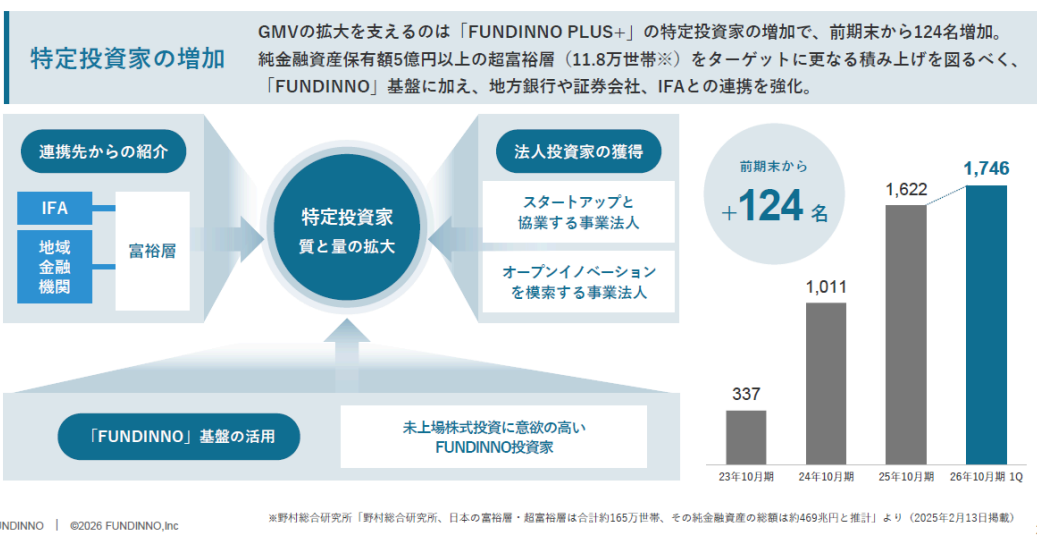 特定投資家の増加
GMVの拡大を支えるのは「FUNDINNO PLUS+」の特定投資家の増加で、前期末から124名増加。
純金融資産保有額5億円以上の超富裕層（11.8万世帯※）をターゲットに更なる積み上げを図るべく、
「FUNDINNO」基盤に加え、地方銀行や証券会社、IFAとの連携を強化。
連携先からの紹介
IFA
地域
金融
機関
富裕層
特定投資家
質と量の拡大
法人投資家の獲得
スタートアップと
協業する事業法人
オープンイノベーション
を模索する事業法人
「FUNDINNO」基盤の活用
未上場株式投資に意欲の高い
FUNDINNO投資家
前期末から
+124 名
337
1,011
1,622
1,746
23年10月期
24年10月期
25年10月期
26年10月期 1Q
※野村総合研究所「野村総合研究所、日本の富裕層・超富裕層は合計約165万世帯、その純金融資産の総額は約469兆円と推計」より（2025年2月13日掲載）
UNDINNO | ©2026 FUNDINNO,Inc